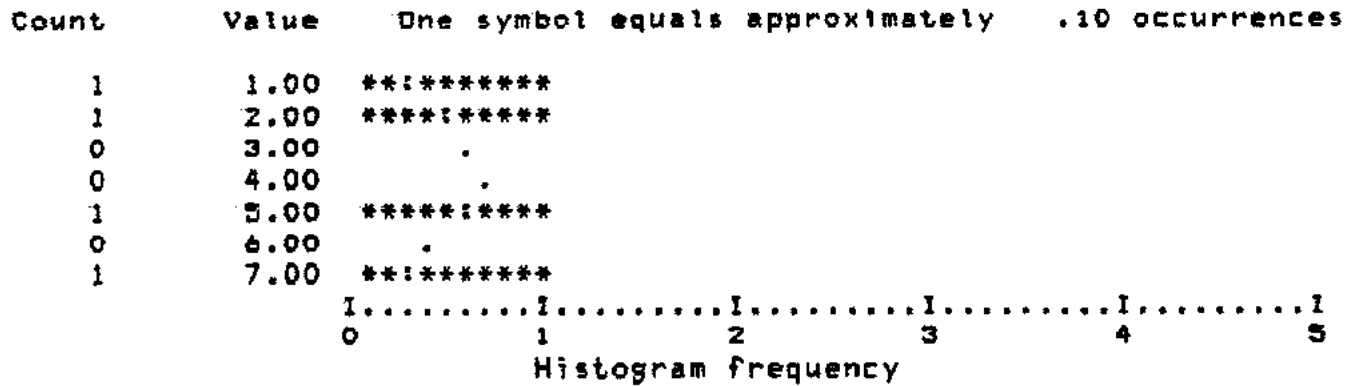 Count Value One symbol equals approximately .10 occurrences
1 1.00 **:*******
1 2.00 ****:*****
0 3.00 .
0 4.00 .
1 5.00 *****:****
0 6.00 .
1 7.00 **:*******
I.........I.........I.........I.........I.........I
0 1 2 3 4 5
Histogram frequency